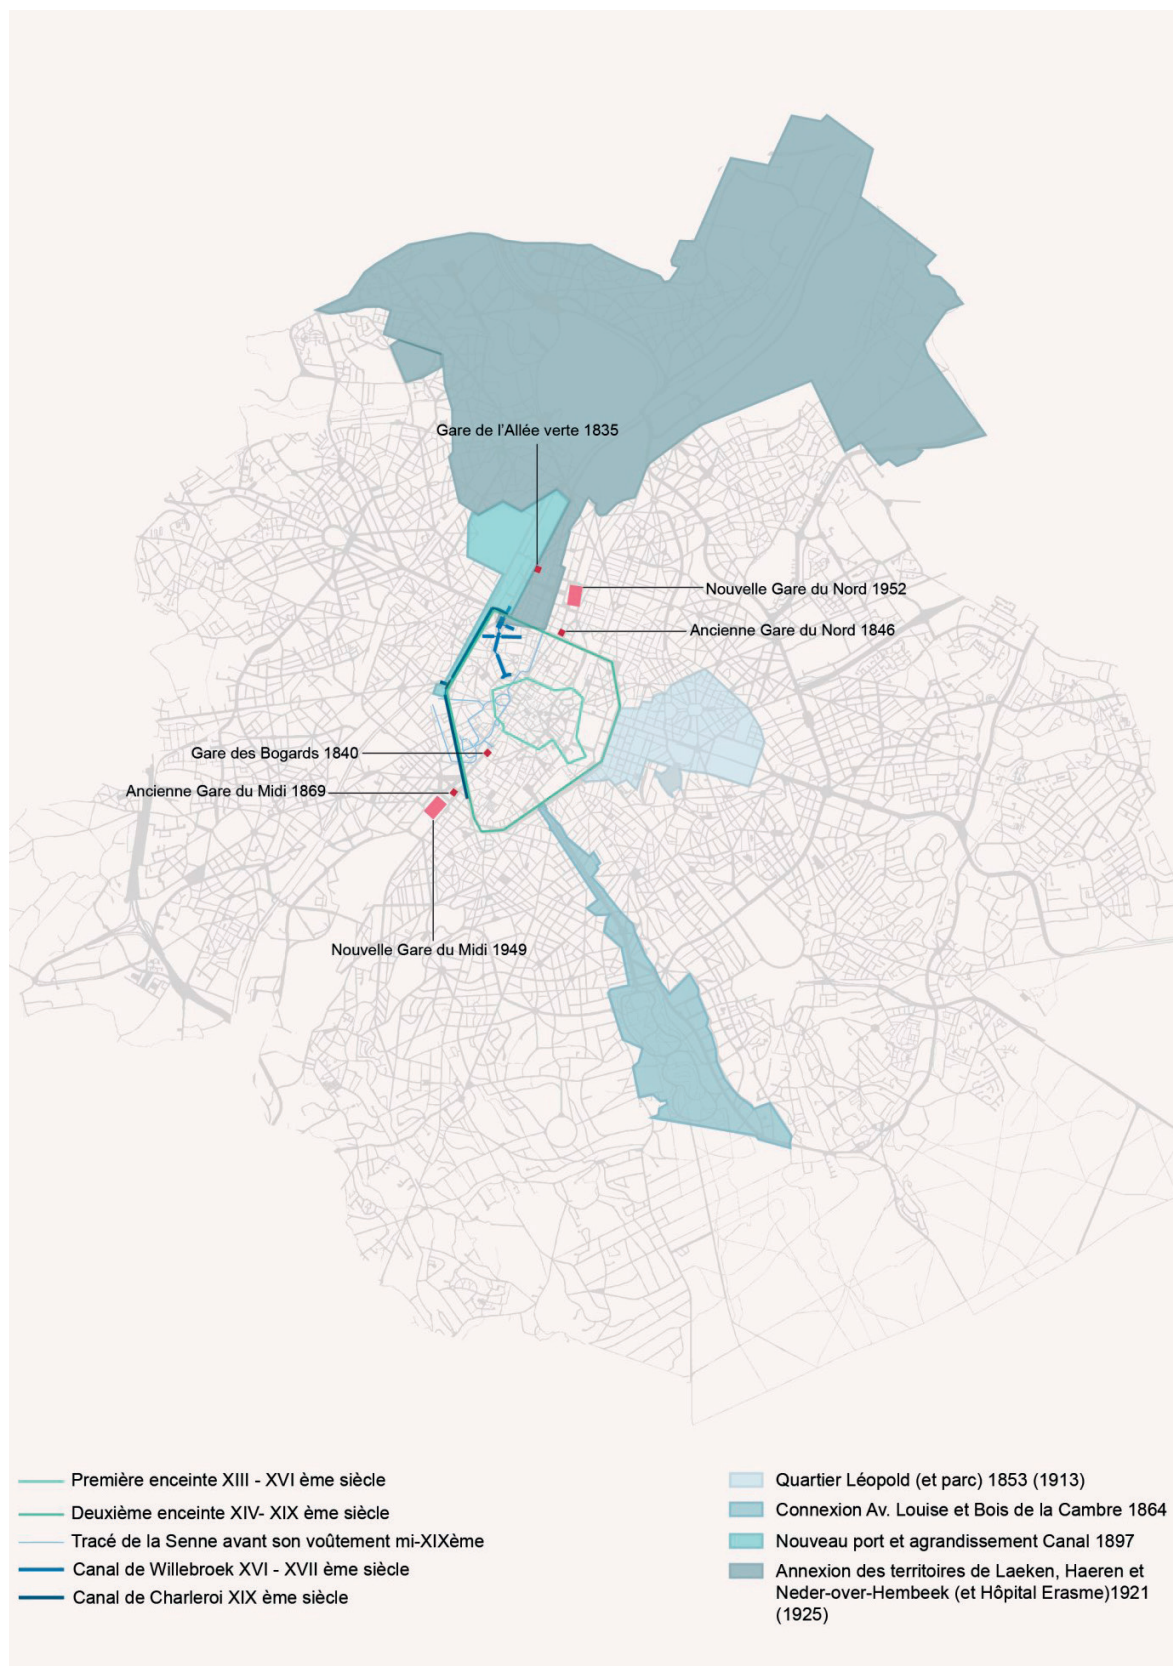 Gare de l'Allée verte 1835
Nouvelle Gare du Nord 1952
Ancienne Gare du Nord 1846
Gare des Bogards 1840
Ancienne Gare du Midi 1869
Nouvelle Gare du Midi 1949
Première enceinte XIII - XVI ème siècle
Deuxième enceinte XIV- XIX ème siècle
Tracé de la Senne avant son voûtement mi-XIXème
Canal de Willebroek XVI - XVII ème siècle
Canal de Charleroi XIX ème siècle
Quartier Léopold (et parc) 1853 (1913)
Connexion Av. Louise et Bois de la Cambre 1864
Nouveau port et agrandissement Canal 1897
Annexion des territoires de Laeken, Haeren et
Neder-over-Hembeek (et Hôpital Erasme)1921
(1925)